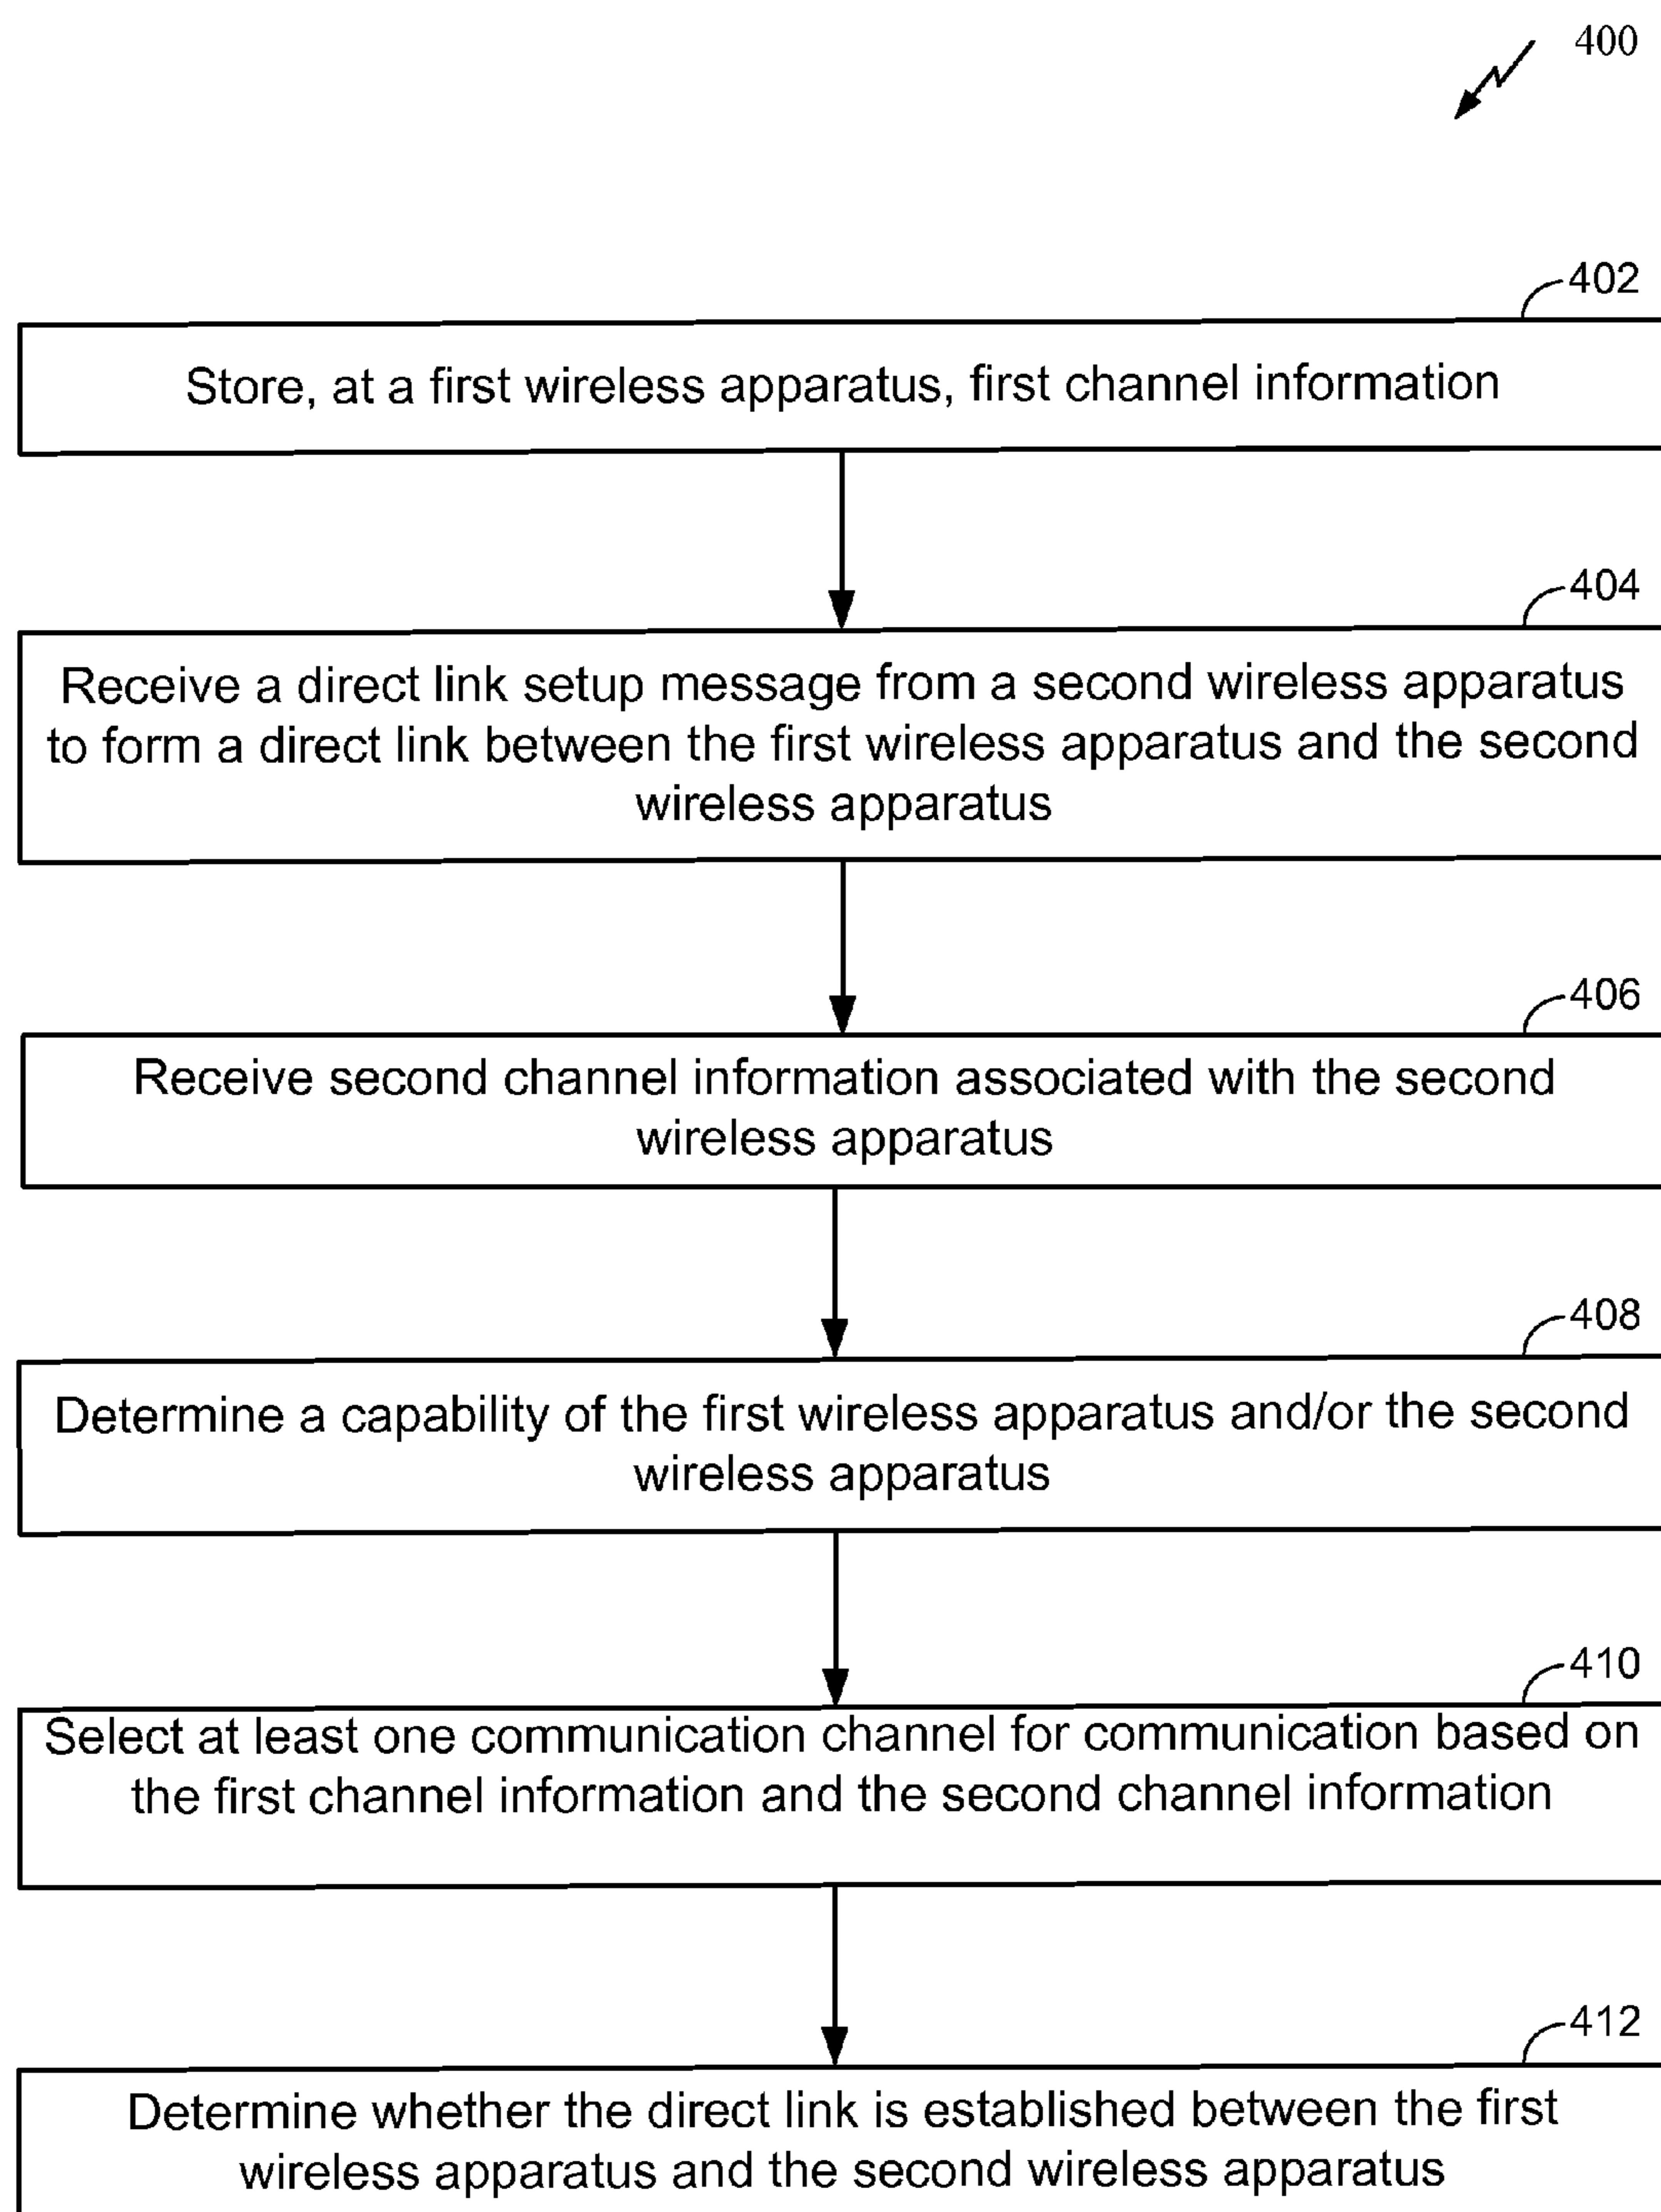 400
402
Store, at a first wireless apparatus, first channel information
404
Receive a direct link setup message from a second wireless apparatus
to form a direct link between the first wireless apparatus and the second
wireless apparatus
406
Receive second channel information associated with the second
wireless apparatus
408
Determine a capability of the first wireless apparatus and/or the second
wireless apparatus
410
Select at least one communication channel for communication based on
the first channel information and the second channel information
412
Determine whether the direct link is established between the first
wireless apparatus and the second wireless apparatus